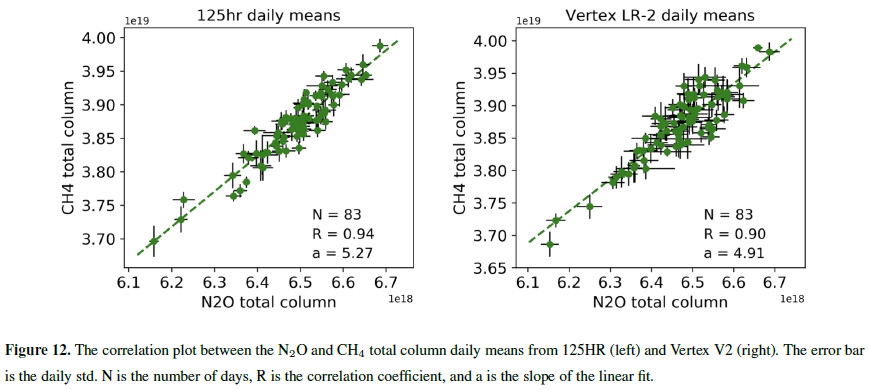 125hr daily means
1e19
4.00
3.95
3.90
3.85
3.80
3.75
3.70
CH4 total column
N = 83
R = 0.94
a = 5.27
6.1 6.2 6.3 6.4 6.5 6.6 6.7
N2O total column
1e18
Vertex LR-2 daily means
1e19
4.00
3.95
3.90
3.85
3.80
3.75
3.70
3.65
CH4 total column
N = 83
R = 0.90
a = 4.91
6.1 6.2 6.3 6.4 6.5 6.6 6.7
N2O total column
1e18
Figure 12. The correlation plot between the N₂O and CH₄ total column daily means from 125HR (left) and Vertex V2 (right). The error bar
is the daily std. N is the number of days, R is the correlation coefficient, and a is the slope of the linear fit.